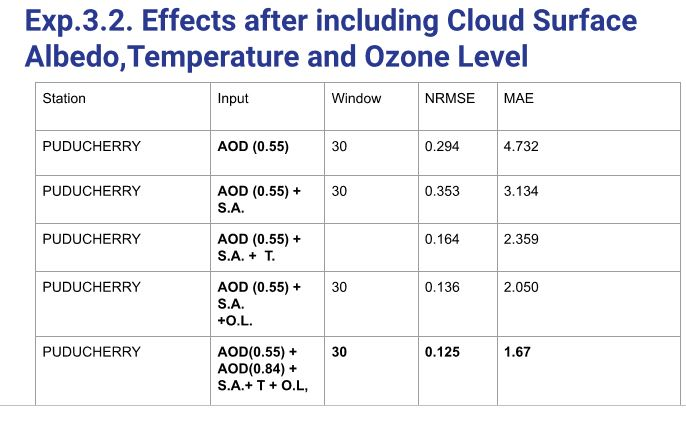 Exp.3.2. Effects after including Cloud Surface
Albedo,Temperature and Ozone Level
Station Input Window NRMSE MAE
PUDUCHERRY AOD (0.55) 30 0.294 4.732
PUDUCHERRY AOD (0.55) + 30 0.353 3.134
S.A.
PUDUCHERRY AOD (0.55) + 0.164 2.359
S.A. + T.
PUDUCHERRY AOD (0.55) + 30 0.136 2.050
S.A.
+O.L.
PUDUCHERRY AOD(0.55) + 30 0.125 1.67
AOD(0.84) +
S.A.+ T + O.L,